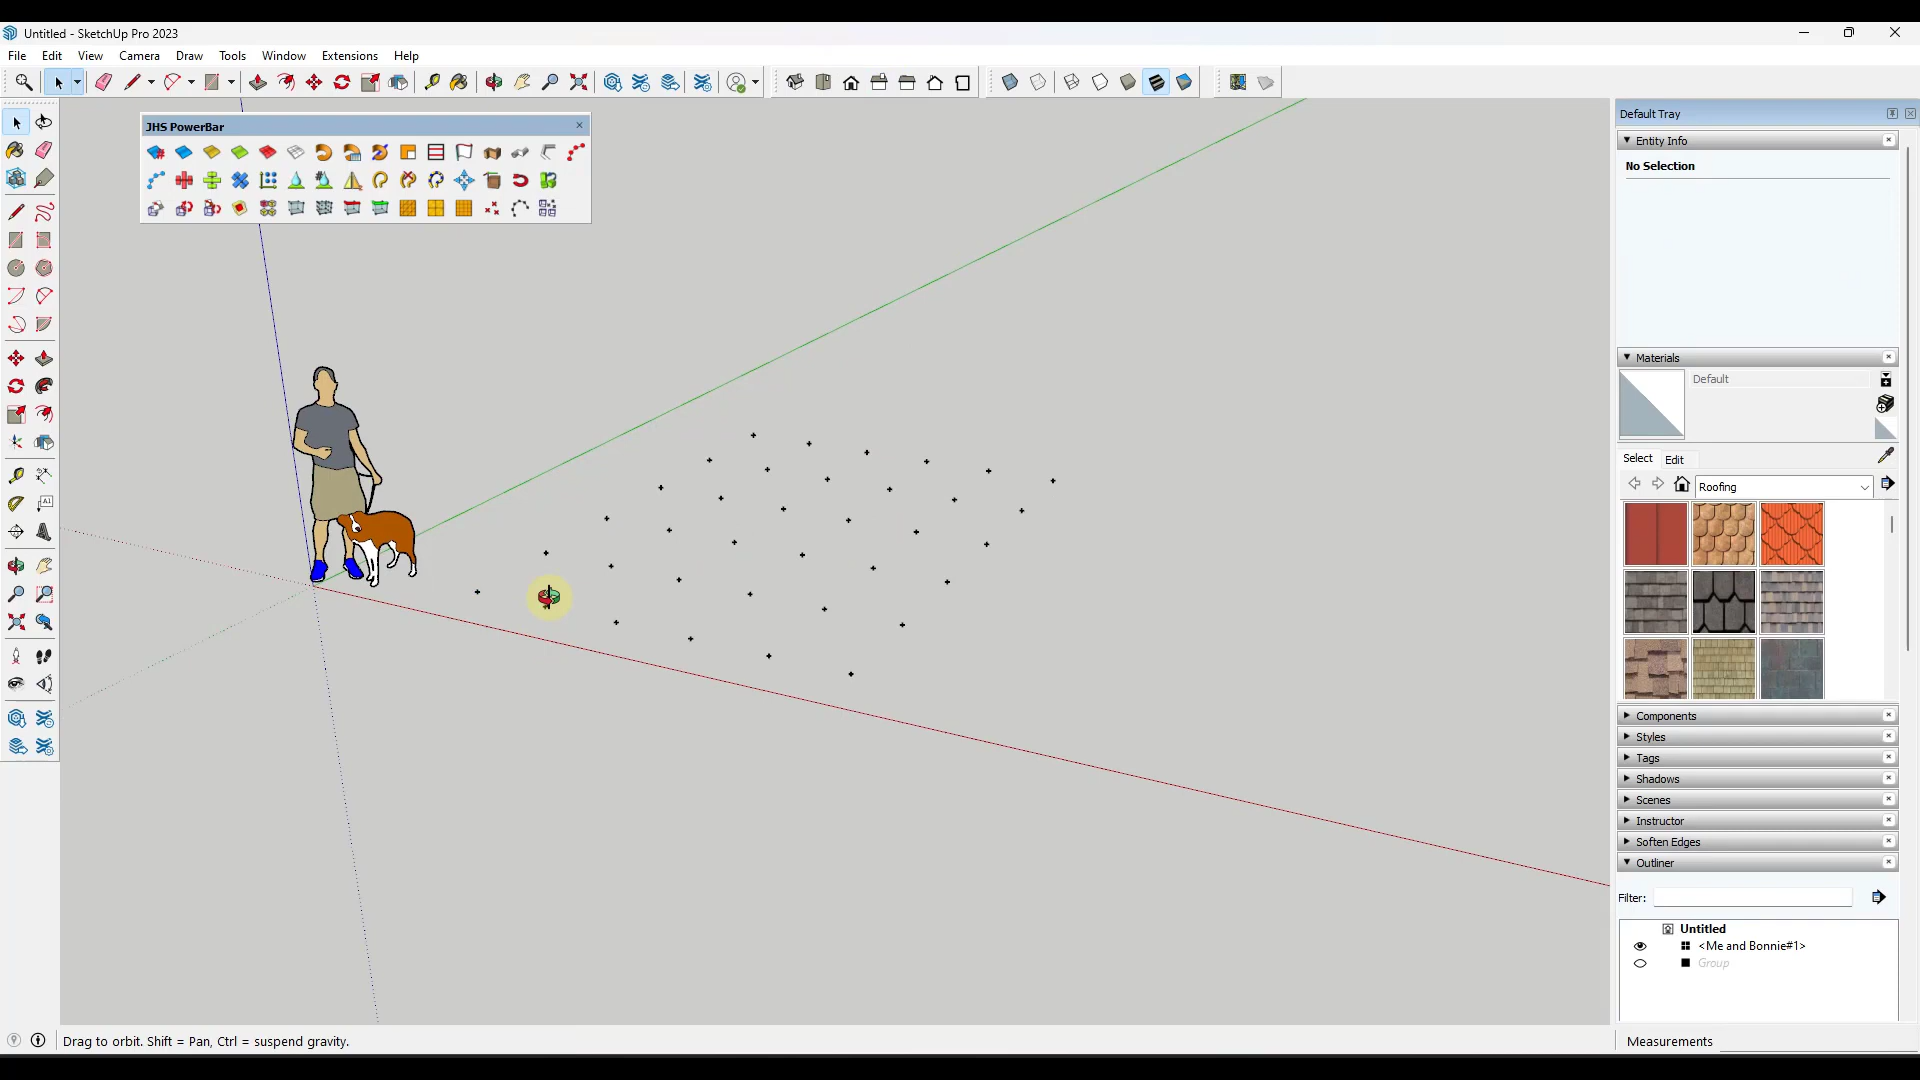 Untitled - SketchUp Pro 2023
File Edit View Camera Draw Tools Window Extensions Help
JHS PowerBar
Default Tray
Entity Info
No Selection
Materials
Default
Select Edit
Roofing
Components
Styles
Tags
Shadows
Scenes
Instructor
Soften Edges
Outliner
Filter:
Untitled
<Me and Bonnie#1>
Group
Drag to orbit. Shift = Pan, Ctrl = suspend gravity.
Measurements